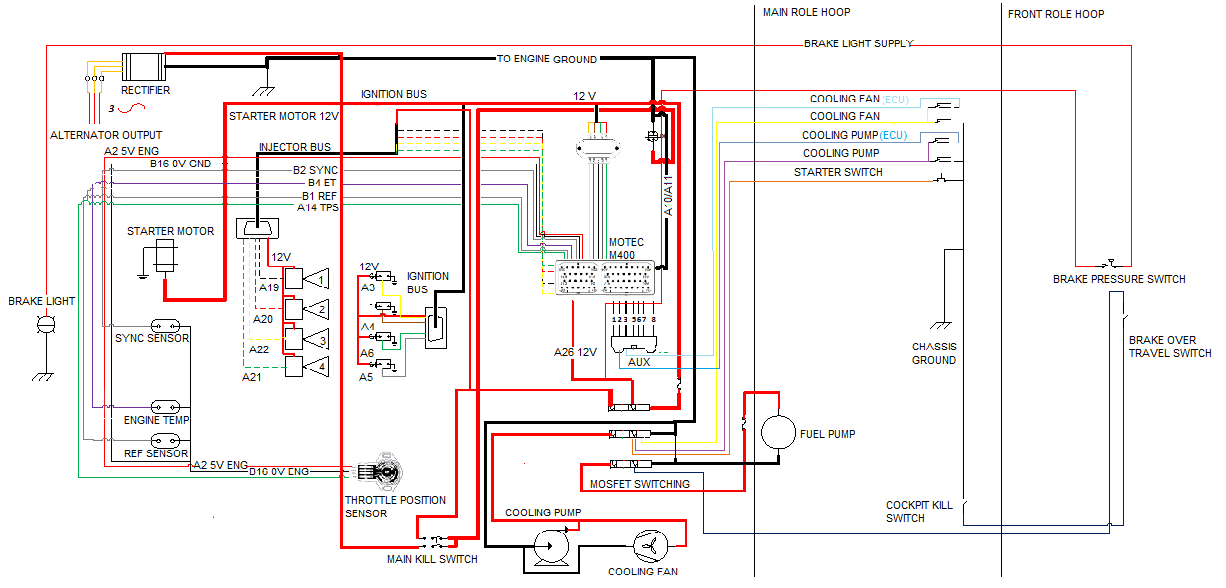 MAIN ROLE HOOP
FRONT ROLE HOOP
BRAKE LIGHT SUPPLY
TO ENGINE GROUND
RECTIFIER
IGNITION BUS
12 V
COOLING FAN (ECU)
3
STARTER MOTOR 12V
COOLING FAN
ALTERNATOR OUTPUT
COOLING PUMP (ECU)
A2 5V ENG
INJECTOR BUS
COOLING PUMP
B16 0V GND
B2 SYNC
STARTER SWITCH
B4 ET
A10/A11
B1 REF
A14 TPS
STARTER MOTOR
MOTEC
M400
12V
12V
IGNITION
BUS
BRAKE PRESSURE SWITCH
A19
A3
1
BRAKE LIGHT
A20
2
A4
1 2 3 5 6 7 8
SYNC SENSOR
A22
3
A6
A26 12V
AUX
CHASSIS
GROUND
BRAKE OVER
TRAVEL SWITCH
A21
4
A5
ENGINE TEMP
FUEL PUMP
REF SENSOR
A2 5V ENG
D16 0V ENG
MOSFET SWITCHING
THROTTLE POSITION
SENSOR
COOLING PUMP
COCKPIT KILL
SWITCH
MAIN KILL SWITCH
COOLING FAN